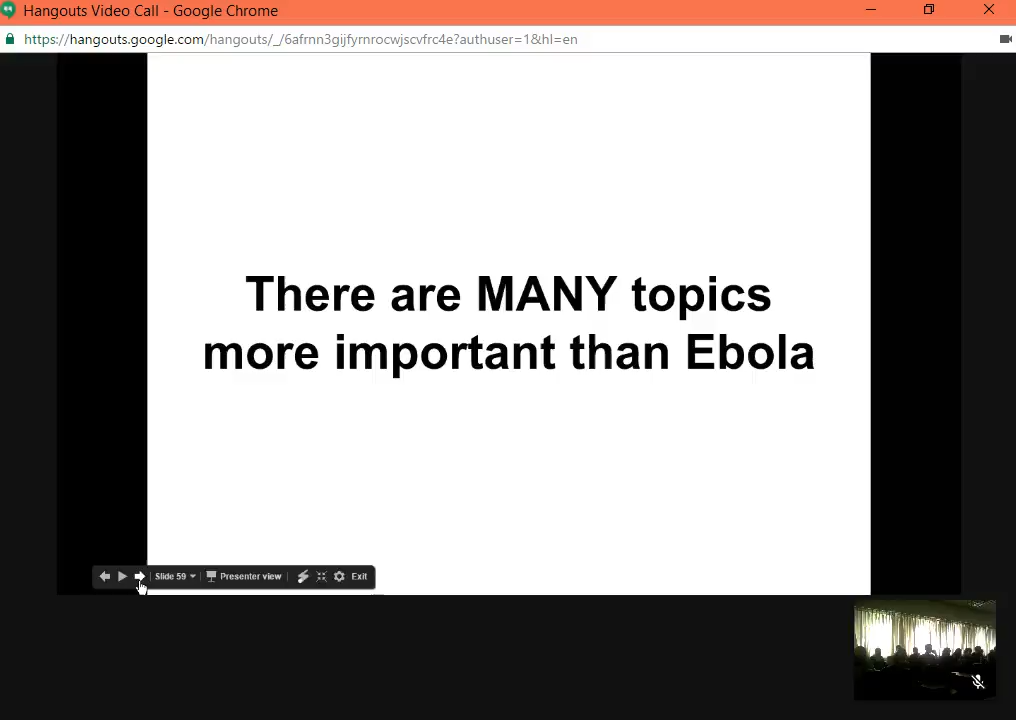 Hangouts Video Call - Google Chrome
https://hangouts.google.com/hangouts/_/6afrnn3gijfyrnrocwjscvfrc4e?authuser=1&hl=en
There are MANY topics
more important than Ebola
Slide 59 Presenter view Exit